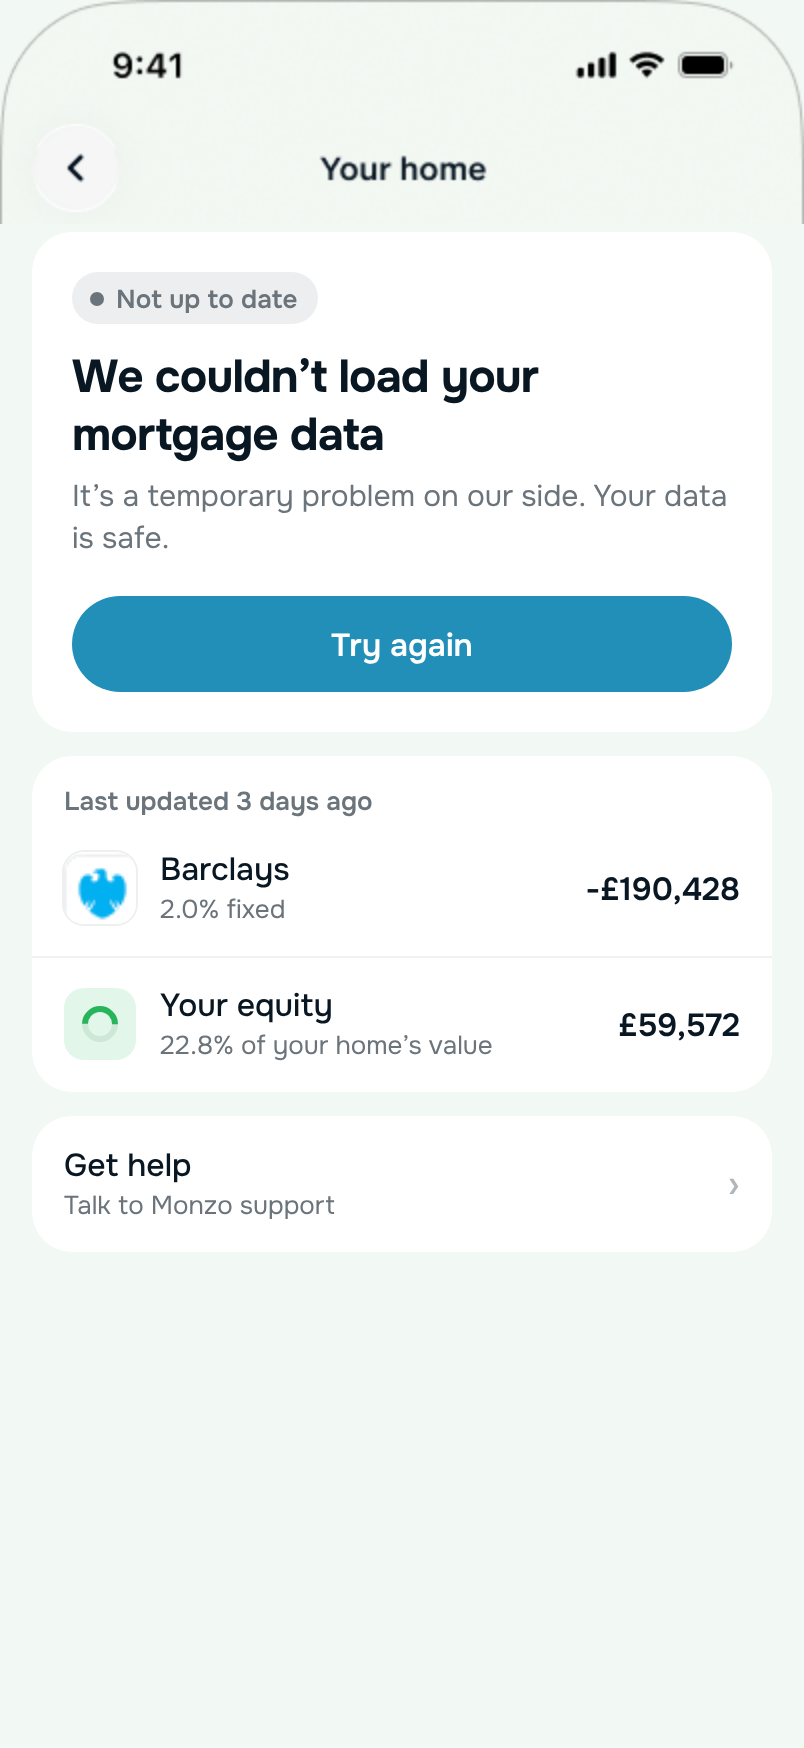 9:41
Your home
Not up to date
We couldn’t load your
mortgage data
It’s a temporary problem on our side. Your data
is safe.
Try again
Last updated 3 days ago
Barclays
2.0% fixed
-£190,428
Your equity
22.8% of your home’s value
£59,572
Get help
Talk to Monzo support